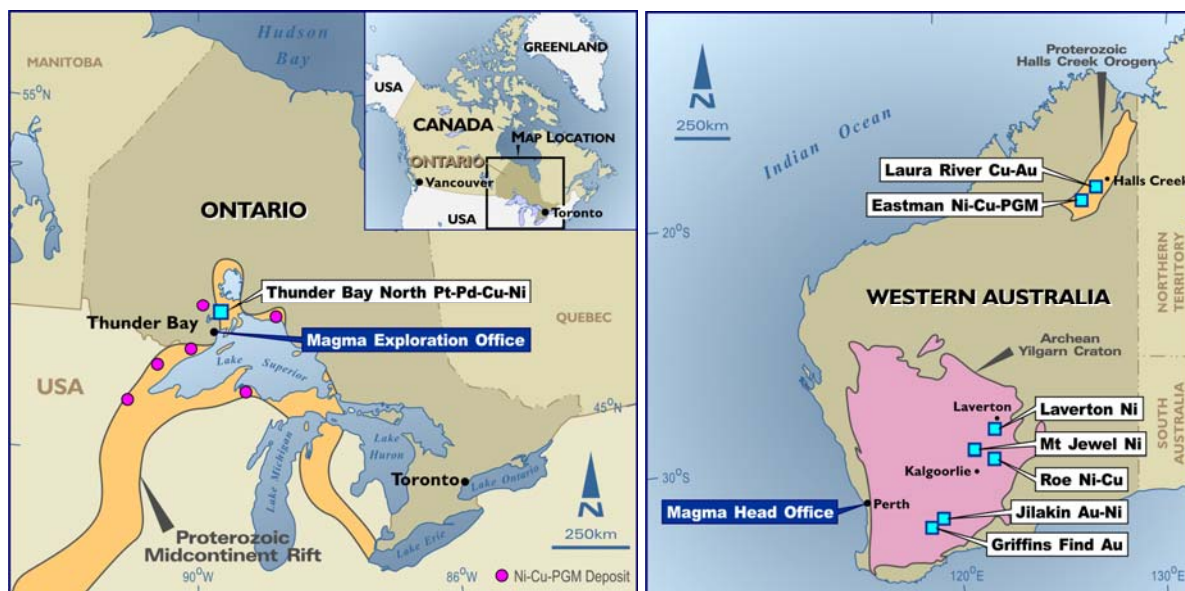 Hudson
Bay
MANITOBA
55°N
ONTARIO
Thunder Bay North Pt-Pd-Cu-Ni
Thunder Bay
Magma Exploration Office
QUEBEC
USA
Lake
Superior
45°N
Lake
Huron
Lake Michigan
Toronto
Lake Ontario
Lake Erie
N
250km
Proterozoic
Midcontinent Rift
90°W
86°W
Ni-Cu-PGM Deposit
GREENLAND
USA
CANADA
MAP LOCATION
ONTARIO
Vancouver
USA
Toronto
N
250km
Indian Ocean
Proterozoic
Halls Creek Orogen
Laura River Cu-Au
Halls Creek
Eastman Ni-Cu-PGM
20°S
NORTHERN
TERRITORY
WESTERN AUSTRALIA
Archean
Yilgarn Craton
Laverton
Laverton Ni
Mt Jewel Ni
Kalgoorlie
Roe Ni-Cu
SOUTH
AUSTRALIA
30°S
Perth
Magma Head Office
Jilakin Au-Ni
Griffins Find Au
120°E
130°E